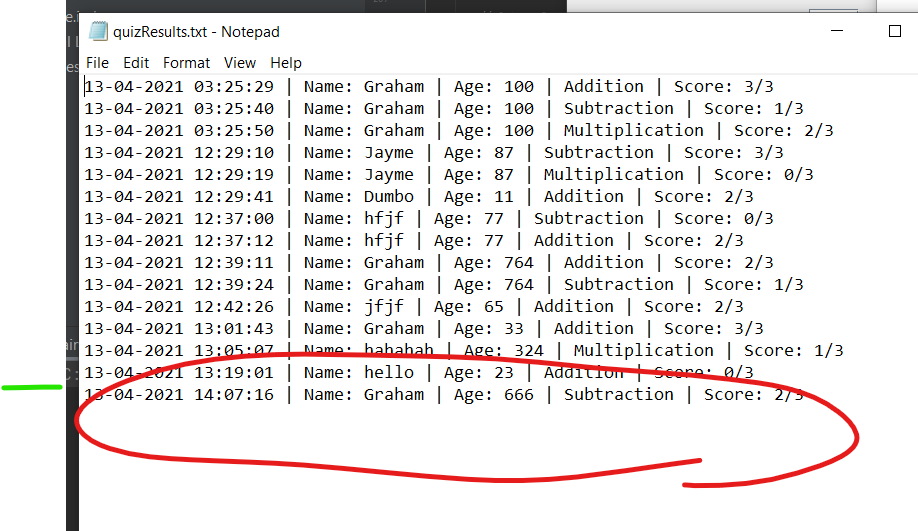 quizResults.txt - Notepad
File Edit Format View Help
13-04-2021 03:25:29 | Name: Graham | Age: 100 | Addition | Score: 3/3
13-04-2021 03:25:40 | Name: Graham | Age: 100 | Subtraction | Score: 1/3
13-04-2021 03:25:50 | Name: Graham | Age: 100 | Multiplication | Score: 2/3
13-04-2021 12:29:10 | Name: Jayme | Age: 87 | Subtraction | Score: 3/3
13-04-2021 12:29:19 | Name: Jayme | Age: 87 | Multiplication | Score: 0/3
13-04-2021 12:29:41 | Name: Dumbo | Age: 11 | Addition | Score: 2/3
13-04-2021 12:37:00 | Name: hfjf | Age: 77 | Subtraction | Score: 0/3
13-04-2021 12:37:12 | Name: hfjf | Age: 77 | Addition | Score: 2/3
13-04-2021 12:39:11 | Name: Graham | Age: 764 | Addition | Score: 2/3
13-04-2021 12:39:24 | Name: Graham | Age: 764 | Subtraction | Score: 1/3
13-04-2021 12:42:26 | Name: jfjf | Age: 65 | Addition | Score: 2/3
13-04-2021 13:01:43 | Name: Graham | Age: 33 | Addition | Score: 3/3
13-04-2021 13:05:07 | Name: hahahah | Age: 324 | Multiplication | Score: 1/3
13-04-2021 13:19:01 | Name: hello | Age: 23 | Addition | Score: 0/3
13-04-2021 14:07:16 | Name: Graham | Age: 666 | Subtraction | Score: 2/3